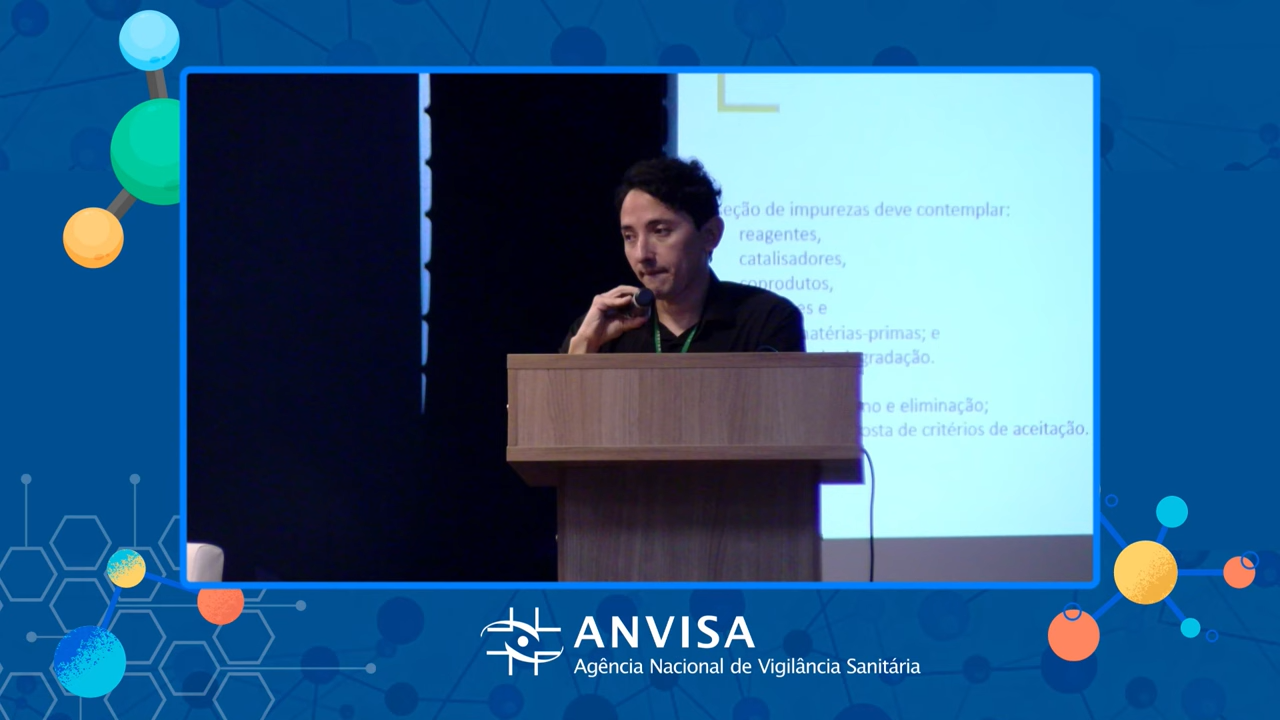 eção de impurezas deve contemplar:
reagentes,
catalisadores,
coprodutos,
es e
matérias-primas; e
gradação.
no e eliminação;
osta de critérios de aceitação.
ANVISA
Agência Nacional de Vigilância Sanitária